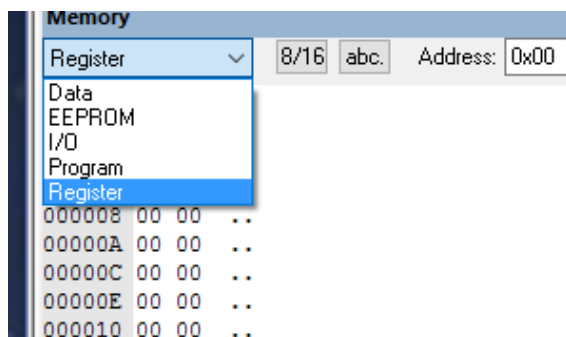 Memory
Register 8/16 abc. Address: 0x00
Data
EEPROM
I/O
Program
Register
000008 00 00 ..
00000A 00 00 ..
00000C 00 00 ..
00000E 00 00 ..
000010 00 00 ..